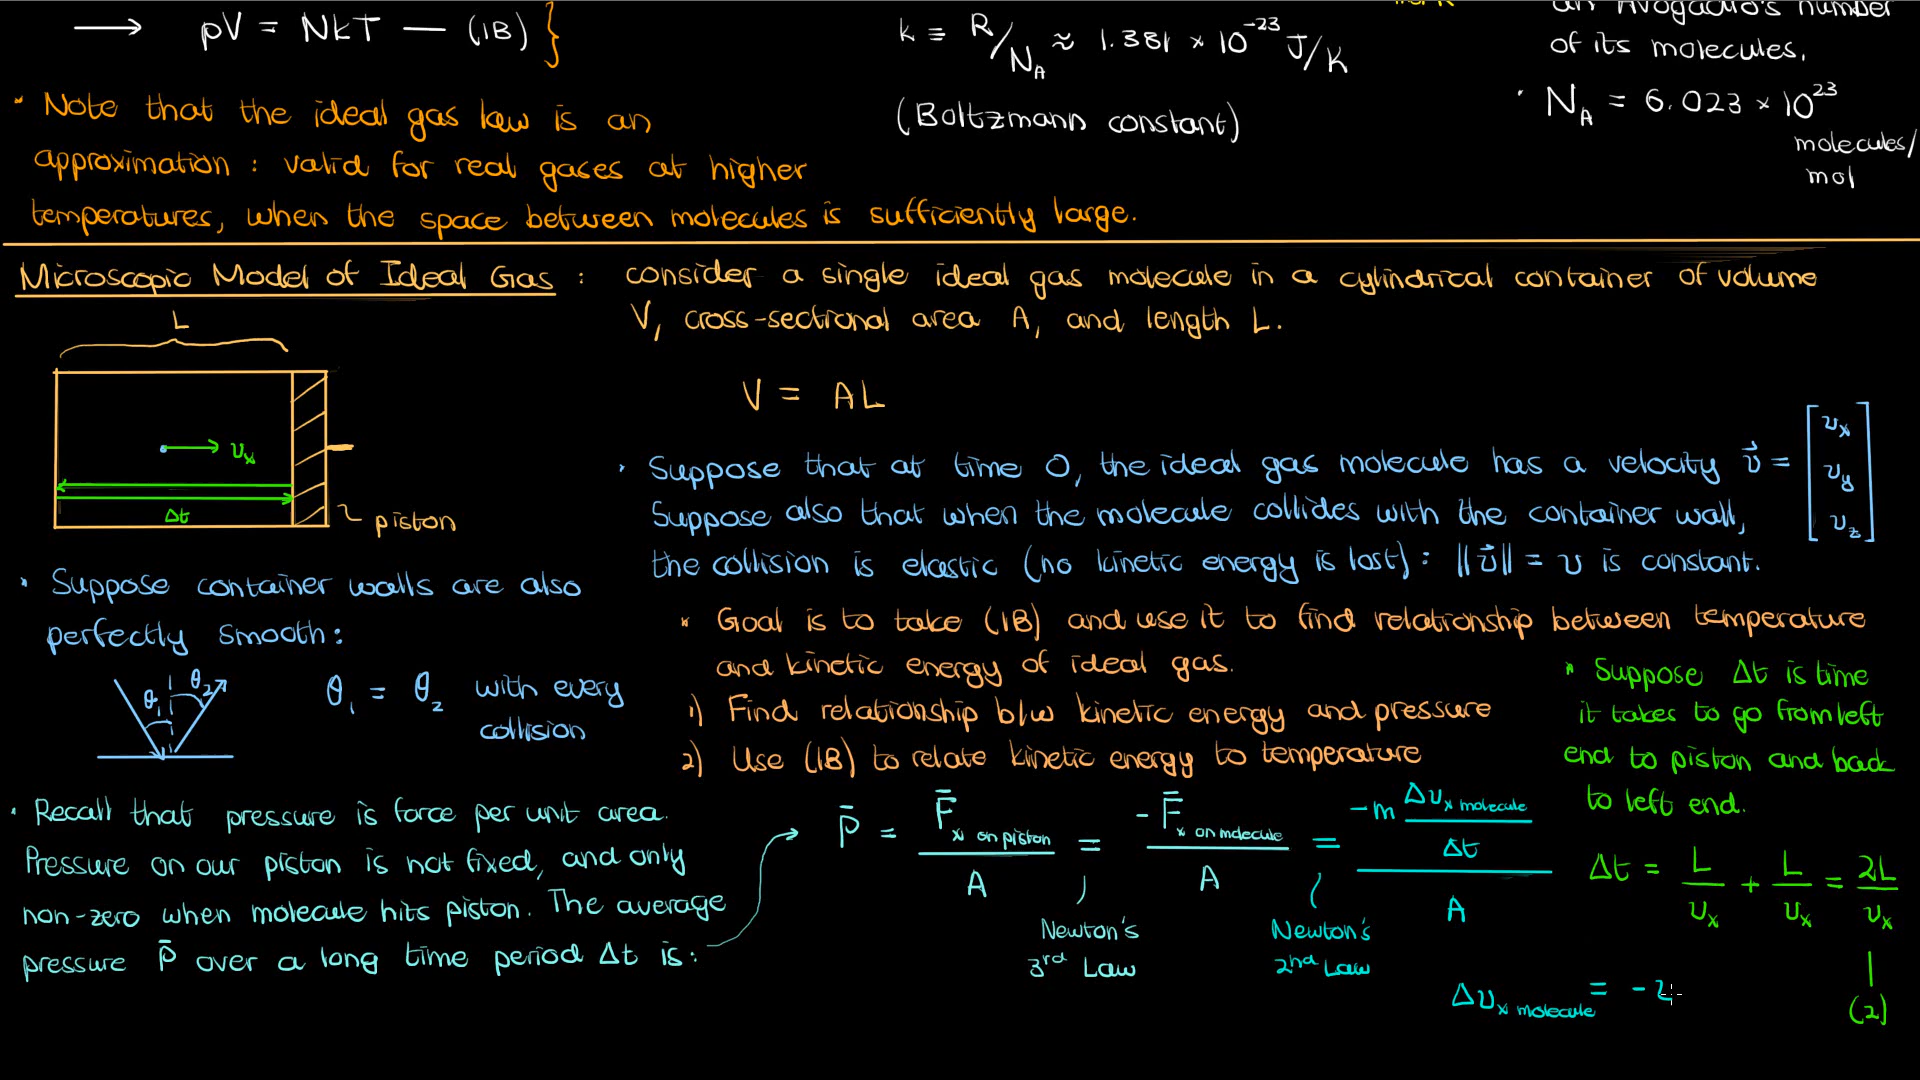 ⟶ pV = NkT — (1B) }
k ≡ R/N_A ≈ 1.381 × 10^-23 J/K
(Boltzmann constant)
an Avogadro's number
of its molecules.
• N_A = 6.023 × 10^23
molecules/
mol
• Note that the ideal gas law is an
approximation : valid for real gases at higher
temperatures, when the space between molecules is sufficiently large.
Microscopic Model of Ideal Gas : consider a single ideal gas molecule in a cylindrical container of volume
V, cross-sectional area A, and length L.
L
v_x
Δt
piston
V = AL
• Suppose that at time 0, the ideal gas molecule has a velocity v⃗ = [v_x v_y v_z]
Suppose also that when the molecule collides with the container wall,
the collision is elastic (no kinetic energy is lost) : ||v⃗|| = v is constant.
• Suppose container walls are also
perfectly smooth :
θ_1 θ_2
θ_1 = θ_2 with every
collision
* Goal is to take (1B) and use it to find relationship between temperature
and kinetic energy of ideal gas.
1) Find relationship b/w kinetic energy and pressure
2) Use (1B) to relate kinetic energy to temperature
* Suppose Δt is time
it takes to go from left
end to piston and back
to left end.
Δt = L/v_x + L/v_x = 2L/v_x
(2)
• Recall that pressure is force per unit area.
Pressure on our piston is not fixed, and only
non-zero when molecule hits piston. The average
pressure P̄ over a long time period Δt is :
P̄ = F̄_x on piston / A = -F̄_x on molecule / A = -m Δv_x molecule / Δt / A
Newton's
3rd Law
Newton's
2nd Law
Δv_x molecule = -2